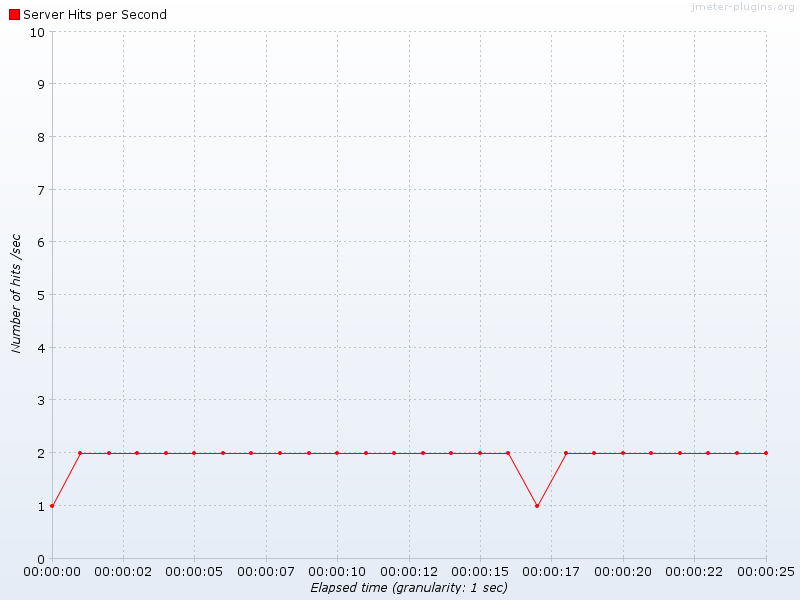 jmeter-plugins.org
Server Hits per Second
10
9
8
7
6
5
4
3
2
1
0
Number of hits /sec
00:00:00 00:00:02 00:00:05 00:00:07 00:00:10 00:00:12 00:00:15 00:00:17 00:00:20 00:00:22 00:00:25
Elapsed time (granularity: 1 sec)